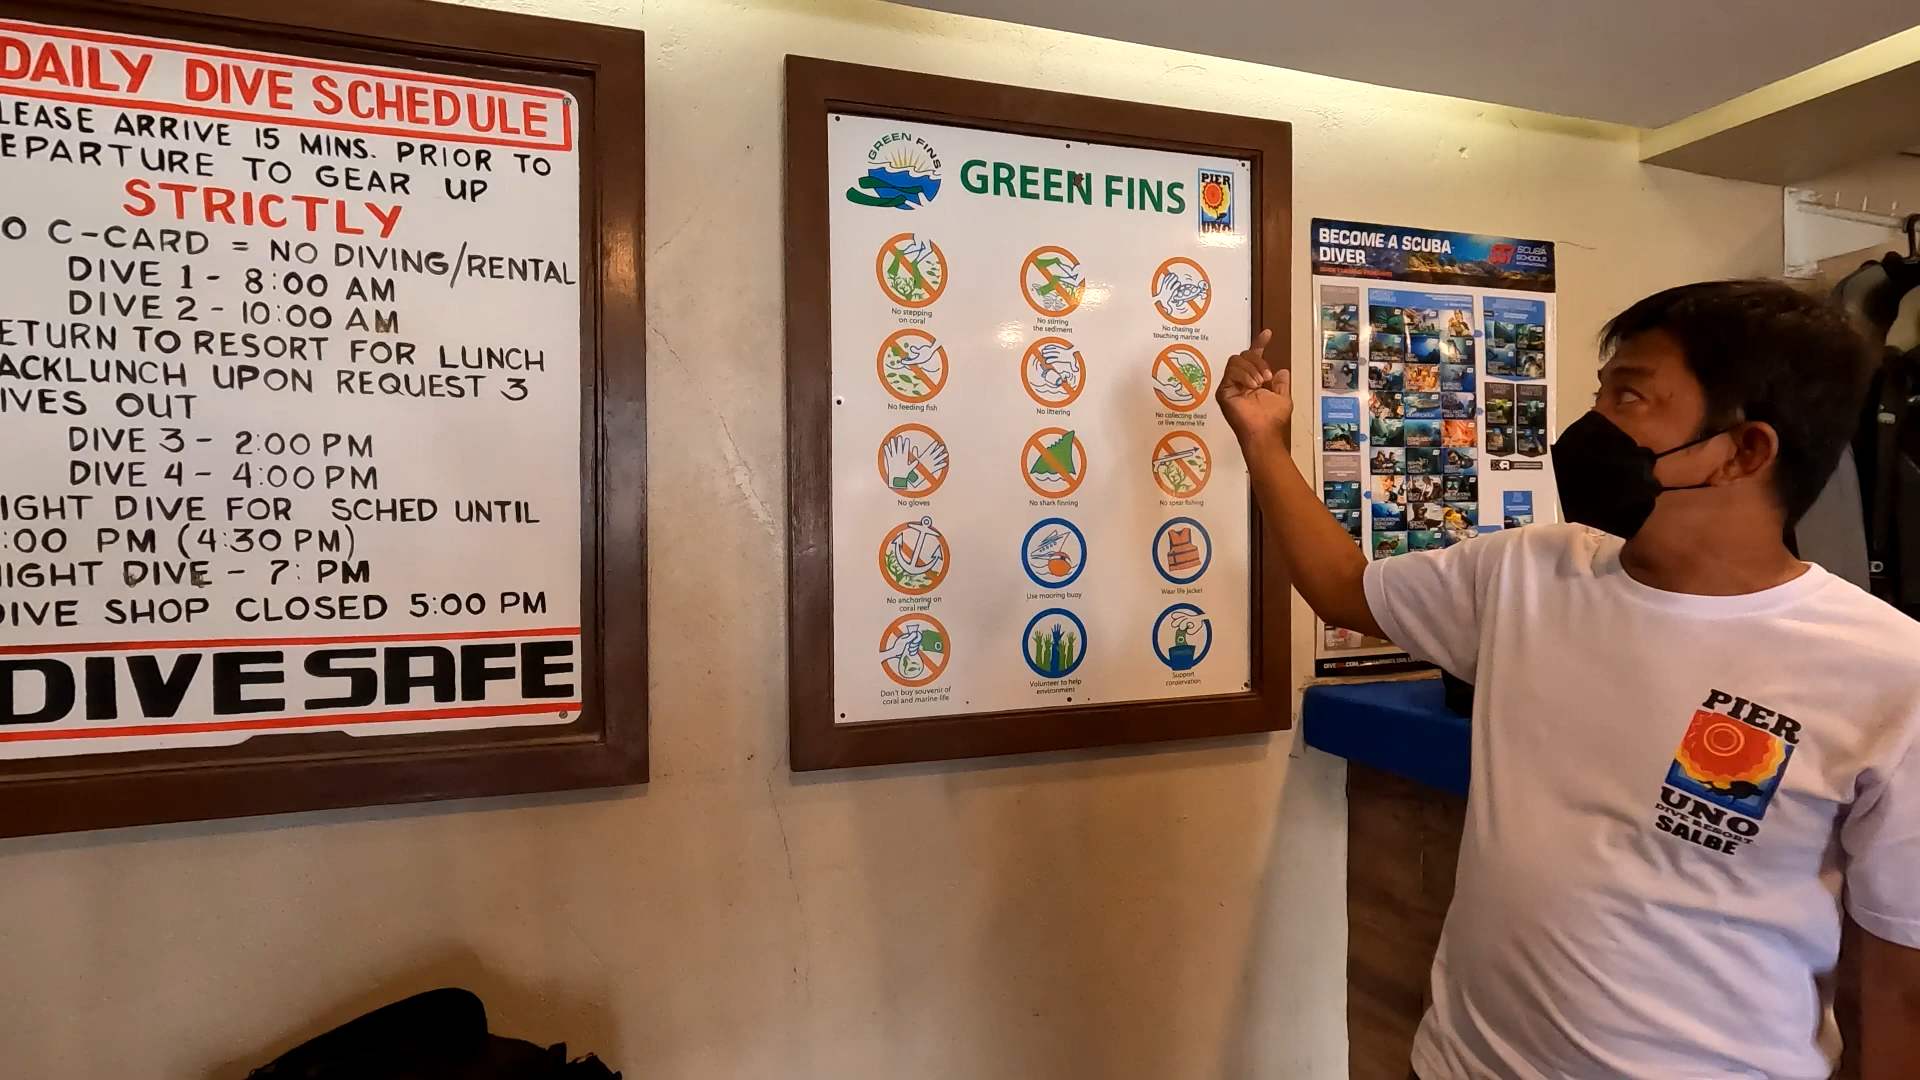 DAILY DIVE SCHEDULE
LEASE ARRIVE 15 MINS. PRIOR TO
EPARTURE TO GEAR UP
STRICTLY
O C-CARD = NO DIVING/RENTAL
DIVE 1 - 8:00 AM
DIVE 2 - 10:00 AM
ETURN TO RESORT FOR LUNCH
ACKLUNCH UPON REQUEST 3
IVES OUT
DIVE 3 - 2:00 PM
DIVE 4 - 4:00 PM
IGHT DIVE FOR SCHED UNTIL
:00 PM (4:30 PM)
IGHT DIVE - 7: PM
DIVE SHOP CLOSED 5:00 PM
DIVE SAFE
GREEN FINS
GREEN FINS
PIER
UNO
No stepping
on coral
No stirring
the sediment
No chasing or
touching marine life
No feeding fish
No littering
No collecting dead
or live marine life
No gloves
No shark finning
No spear fishing
No anchoring on
coral reef
Use mooring buoy
Wear life jacket
Don't buy souvenir of
coral and marine life
Volunteer to help
environment
Support
conservation
BECOME A SCUBA
DIVER
SSI
SCUBA
SCHOOLS
INTERNATIONAL
XR
PIER
UNO
DIVE RESORT
SALBE